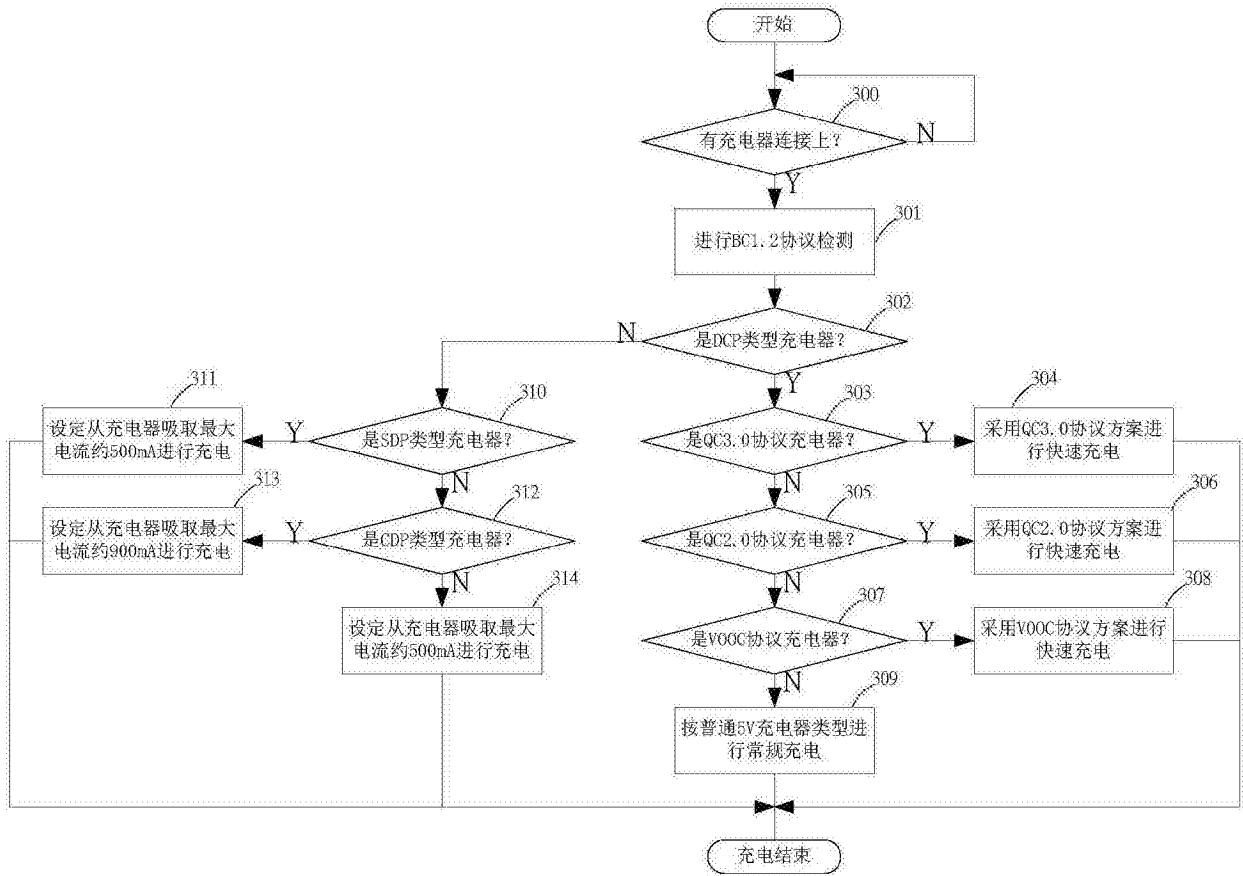 开始
300
有充电器连接上?
N
Y
301
进行BC1.2协议检测
302
N
是DCP类型充电器?
Y
311
310
303
304
设定从充电器吸取最大
电流约500mA进行充电
Y
是SDP类型充电器?
是QC3.0协议充电器?
Y
采用QC3.0协议方案进
行快速充电
313
N
312
N
305
306
设定从充电器吸取最大
电流约900mA进行充电
Y
是CDP类型充电器?
是QC2.0协议充电器?
Y
采用QC2.0协议方案进
行快速充电
N
314
N
307
308
设定从充电器吸取最大
电流约500mA进行充电
是VOOC协议充电器?
Y
采用VOOC协议方案进行
快速充电
N
309
按普通5V充电器类型进
行常规充电
充电结束